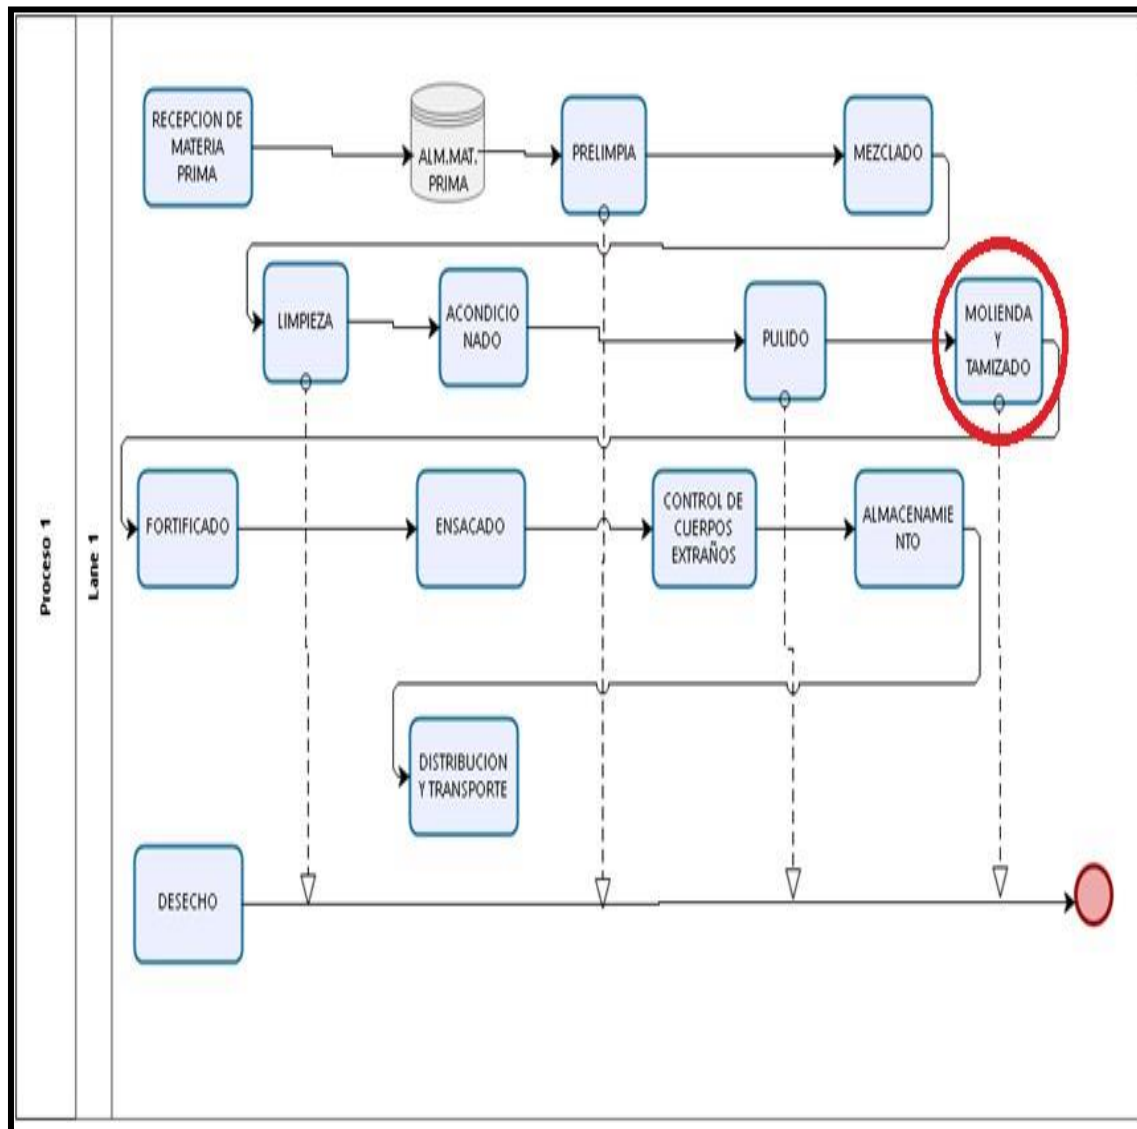 Proceso 1
Lane 1
RECEPCION DE
MATERIA
PRIMA
ALM.MAT.
PRIMA
PRELIMPIA
MEZCLADO
LIMPIEZA
ACONDICIO
NADO
PULIDO
MOLIENDA
Y
TAMIZADO
FORTIFICADO
ENSACADO
CONTROL DE
CUERPOS
EXTRAÑOS
ALMACENAMIE
NTO
DISTRIBUCION
Y TRANSPORTE
DESECHO